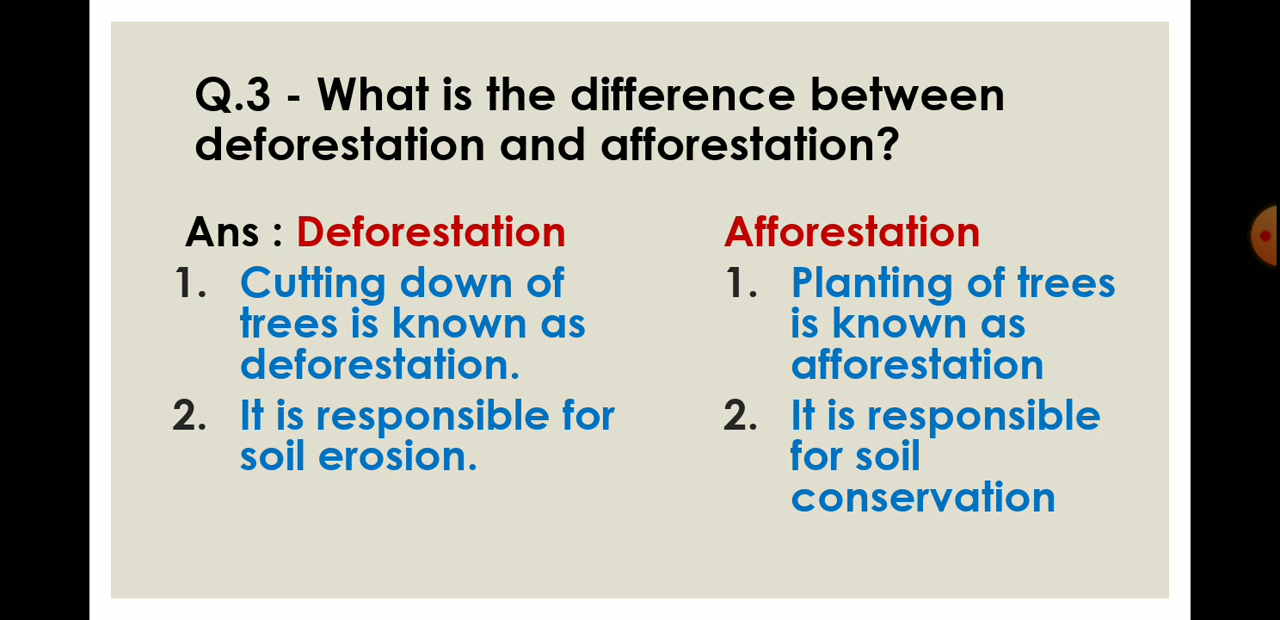 Q.3 - What is the difference between
deforestation and afforestation?
Ans : Deforestation
1. Cutting down of
trees is known as
deforestation.
2. It is responsible for
soil erosion.
Afforestation
1. Planting of trees
is known as
afforestation
2. It is responsible
for soil
conservation